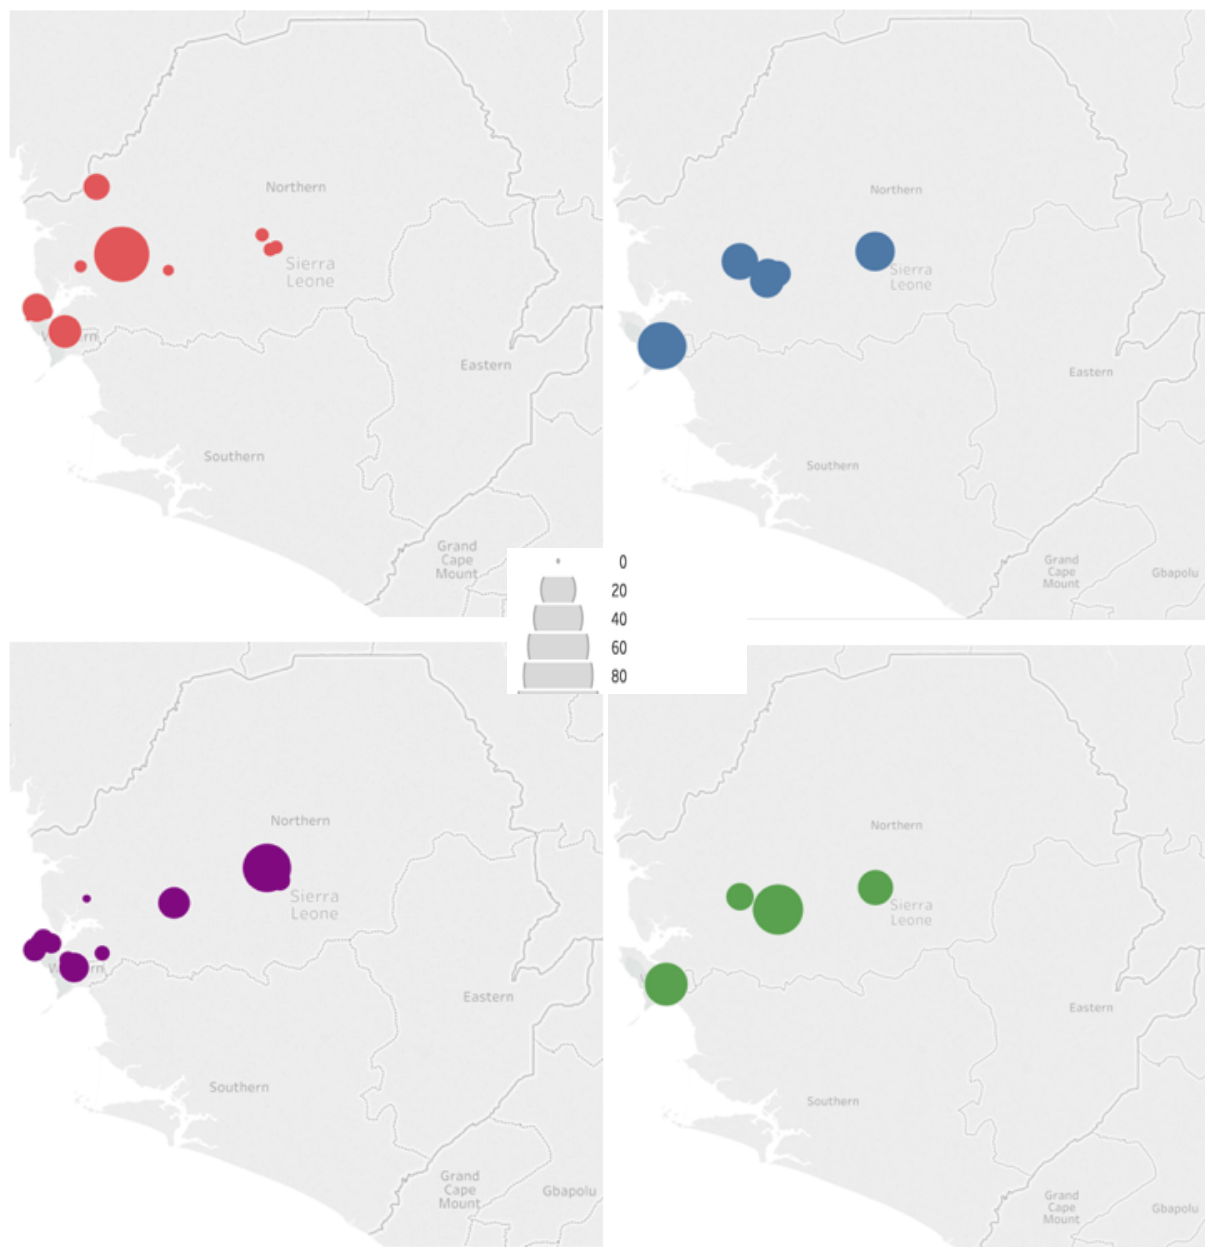 Northern
Sierra
Leone
Eastern
Southern
Grand
Cape
Mount
Northern
Sierra
Leone
Eastern
Southern
Grand
Cape
Mount
Gbapolu
0
20
40
60
80
Northern
Sierra
Leone
Eastern
Southern
Grand
Cape
Mount
Gbapolu
Northern
Sierra
Leone
Eastern
Southern
Grand
Cape
Mount
Gbapolu